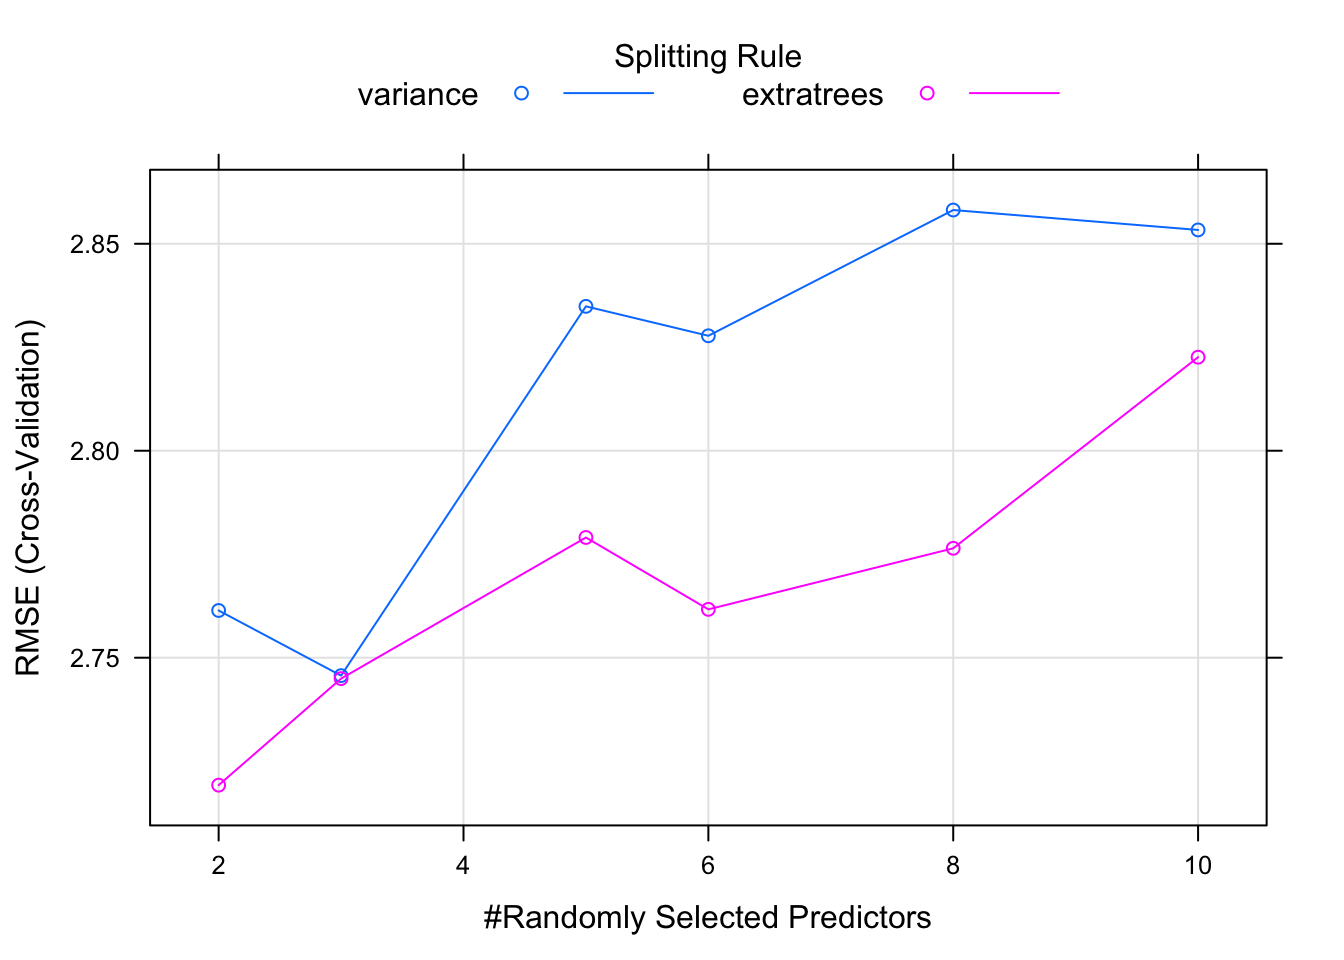 Splitting Rule
variance extratrees
RMSE (Cross-Validation)
2.85
2.80
2.75
2 4 6 8 10
#Randomly Selected Predictors